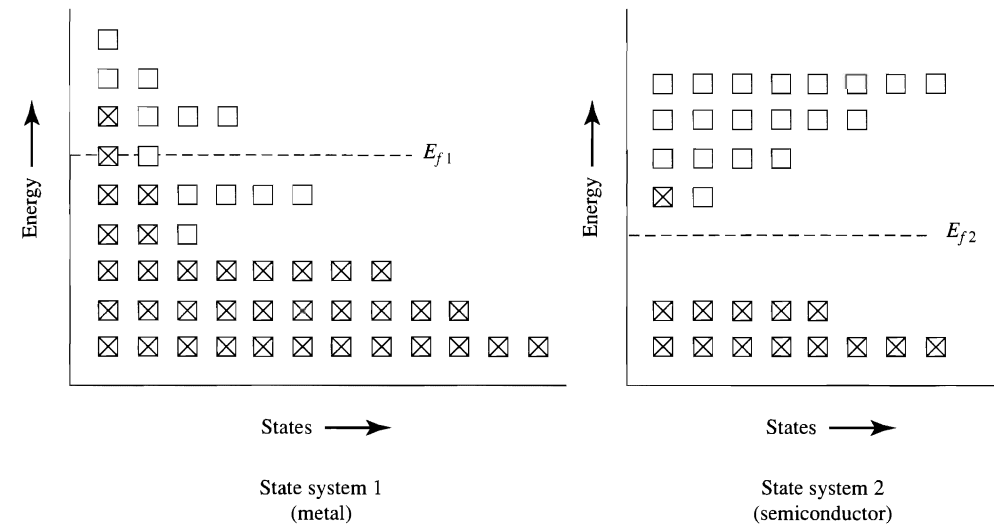 Energy
E_f1
States
State system 1
(metal)
Energy
E_f2
States
State system 2
(semiconductor)